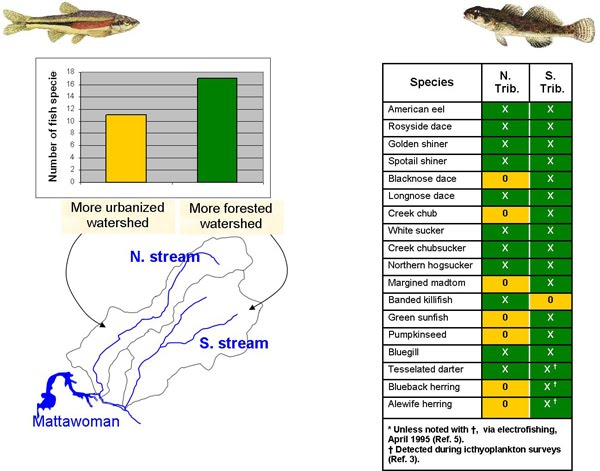 Number of fish specie
18
16
14
12
10
8
6
4
2
0
More urbanized
watershed
More forested
watershed
N. stream
S. stream
Mattawoman
Species N. Trib. S. Trib.
American eel X X
Rosyside dace X X
Golden shiner X X
Spottail shiner X X
Blacknose dace 0 X
Longnose dace X X
Creek chub 0 X
White sucker X X
Creek chubsucker X X
Northern hogsucker X X
Margined madtom 0 X
Banded killifish X 0
Green sunfish 0 X
Pumpkinseed 0 X
Bluegill X X
Tesselated darter X X †
Blueback herring 0 X †
Alewife herring 0 X †
* Unless noted with †, via electrofishing,
April 1995 (Ref. 5).
† Detected during icthyoplankton surveys
(Ref. 3).